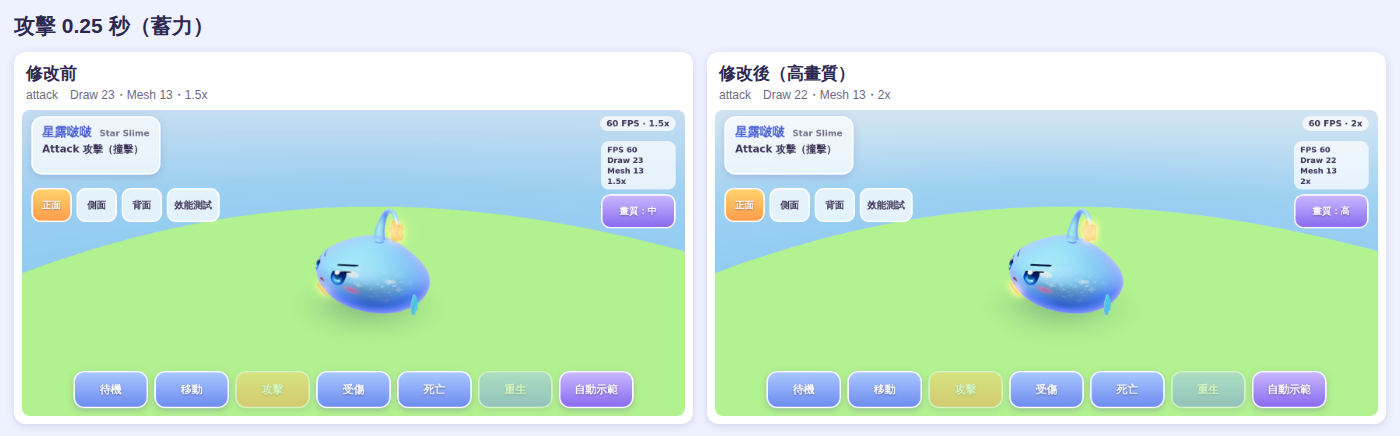 攻擊 0.25 秒（蓄力）
修改前
attack Draw 23・Mesh 13・1.5x
星露啵啵 Star Slime
Attack 攻擊（撞擊）
60 FPS · 1.5x
FPS 60
Draw 23
Mesh 13
1.5x
正面 側面 背面 效能測試
畫質：中
待機 移動 攻擊 受傷 死亡 重生 自動示範
修改後（高畫質）
attack Draw 22・Mesh 13・2x
星露啵啵 Star Slime
Attack 攻擊（撞擊）
60 FPS · 2x
FPS 60
Draw 22
Mesh 13
2x
正面 側面 背面 效能測試
畫質：高
待機 移動 攻擊 受傷 死亡 重生 自動示範